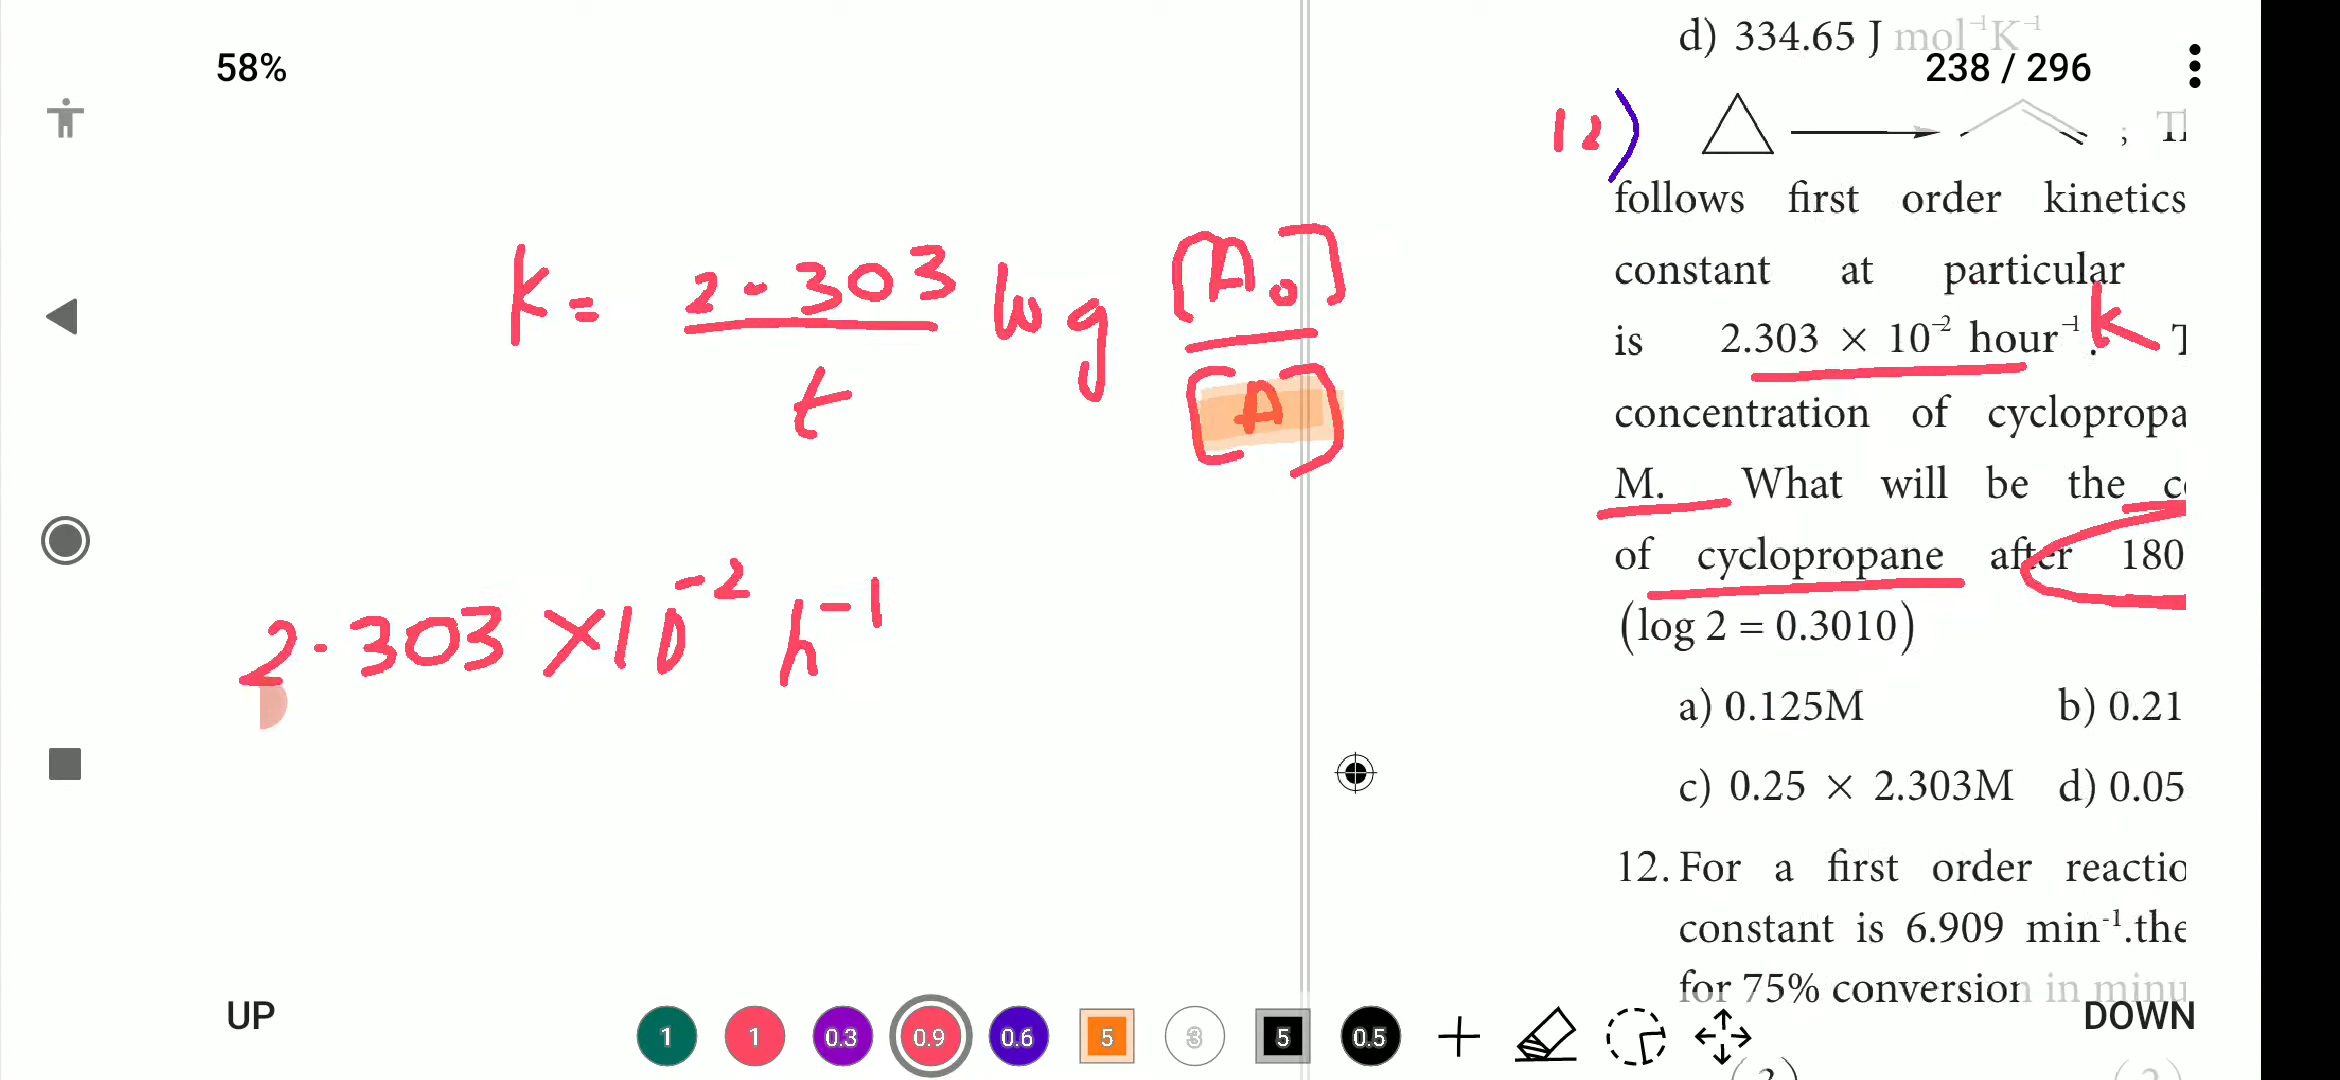 58%
238 / 296
d) 334.65 J mol⁻¹K⁻¹
12)
;
follows first order kinetics
constant at particular
is 2.303 × 10⁻² hour⁻¹. k
concentration of
M. What will be the
of cyclopropane after 180
(log 2 = 0.3010)
a) 0.125M b) 0.21
c) 0.25 × 2.303M d) 0.05
12. For a first order
constant is 6.909 min⁻¹.the
for 75% conversion in
k = 2.303 / t log [A₀] / [A]
2.303 × 10⁻² h⁻¹
UP
DOWN
1 1 0.3 0.9 0.6 5 3 5 0.5